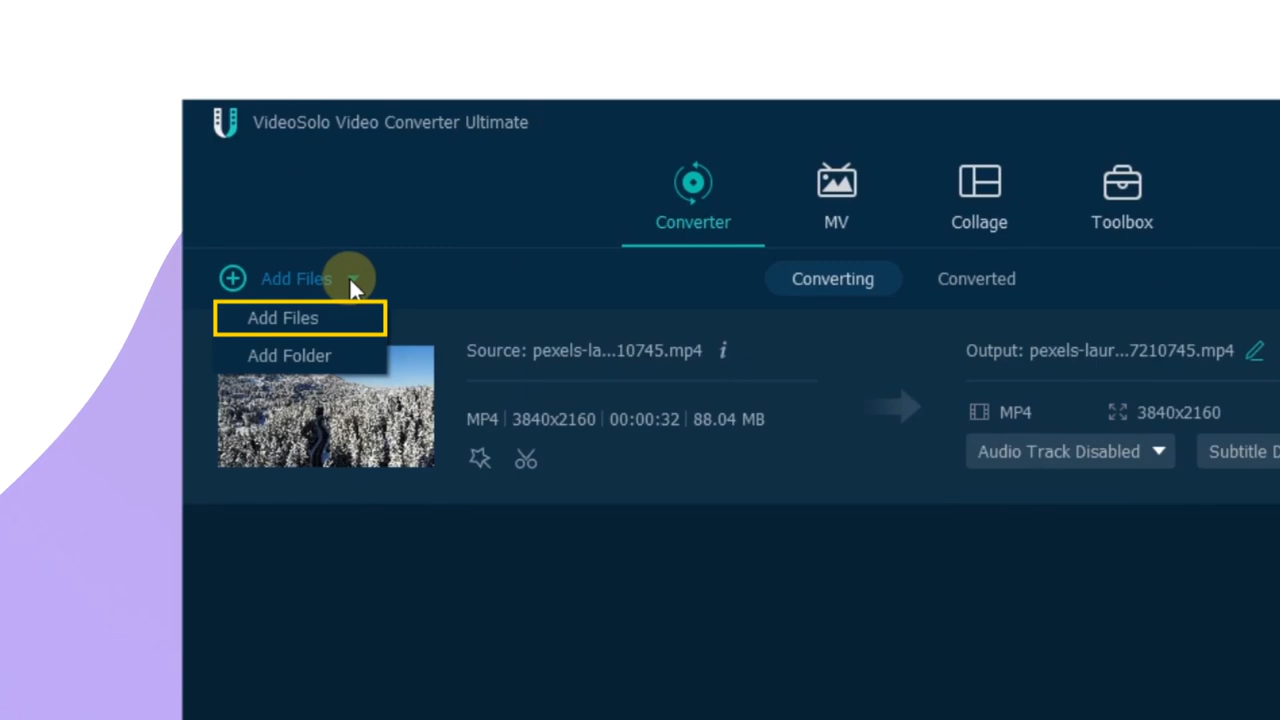 VideoSolo Video Converter Ultimate
Converter
MV
Collage
Toolbox
Add Files
Converting
Converted
Add Files
Add Folder
Source: pexels-la...10745.mp4
Output: pexels-laur...7210745.mp4
MP4 3840x2160 00:00:32 88.04 MB
MP4
3840x2160
Audio Track Disabled
Subtitle D